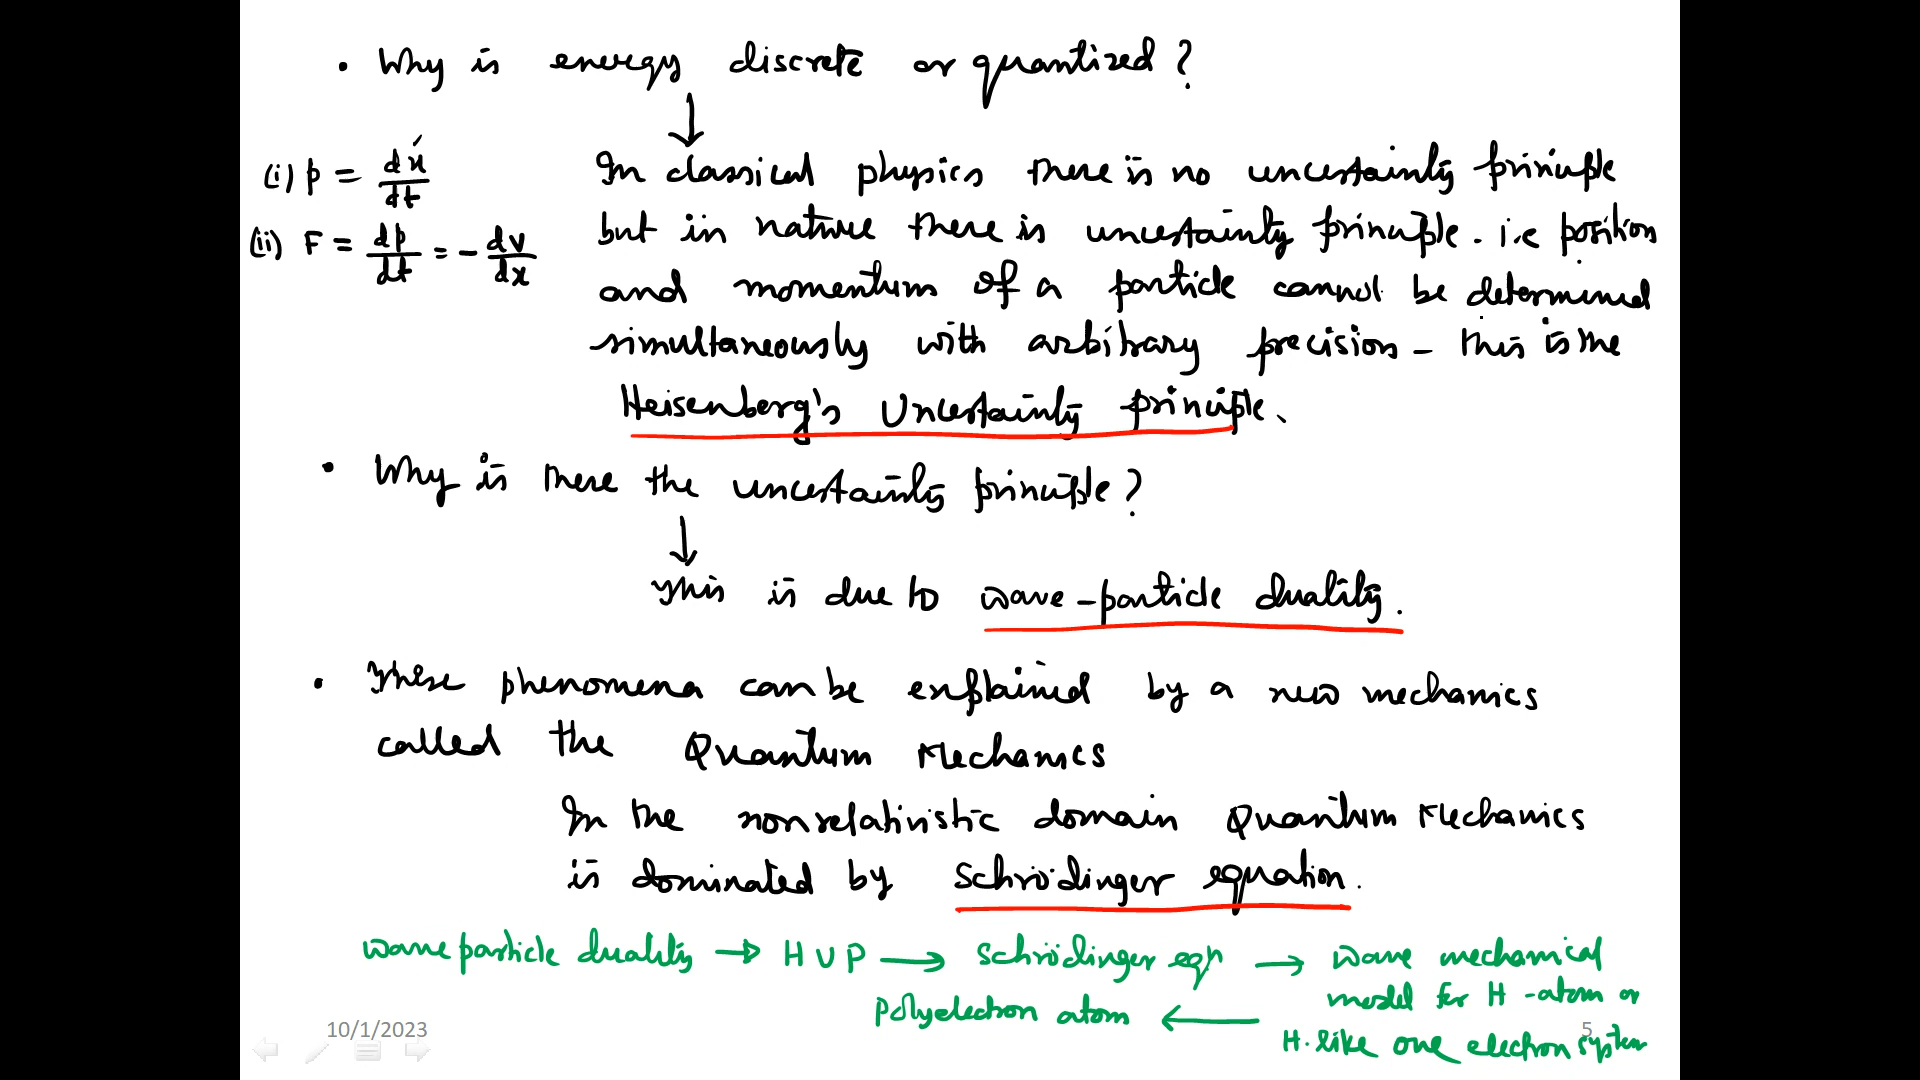 • Why is energy discrete or quantized?
↓
(i) p = dx/dt
(ii) F = dp/dt = - dv/dx
In classical physics there is no uncertainty principle
but in nature there is uncertainty principle. i.e position
and momentum of a particle cannot be determined
simultaneously with arbitrary precision - this is the
Heisenberg's Uncertainty principle.
• Why is there the uncertainty principle?
↓
This is due to wave-particle duality.
• These phenomena can be explained by a new mechanics
called the Quantum Mechanics
In the nonrelativistic domain Quantum Mechanics
is dominated by Schrödinger equation.
wave particle duality → HUP → Schrödinger eqn → wave mechanical
model for H-atom or
H-like one electron system
← Polyelectron atom
10/1/2023
5